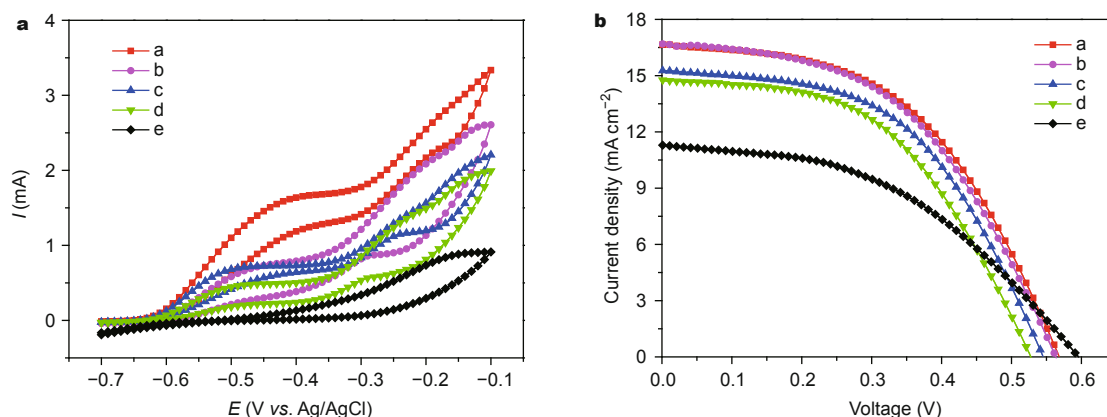 a
4
3
2
1
0
I (mA)
a
b
c
d
e
−0.7 −0.6 −0.5 −0.4 −0.3 −0.2 −0.1
E (V vs. Ag/AgCl)
b
18
15
12
9
6
3
0
Current density (mA cm⁻²)
a
b
c
d
e
0.0 0.1 0.2 0.3 0.4 0.5 0.6
Voltage (V)